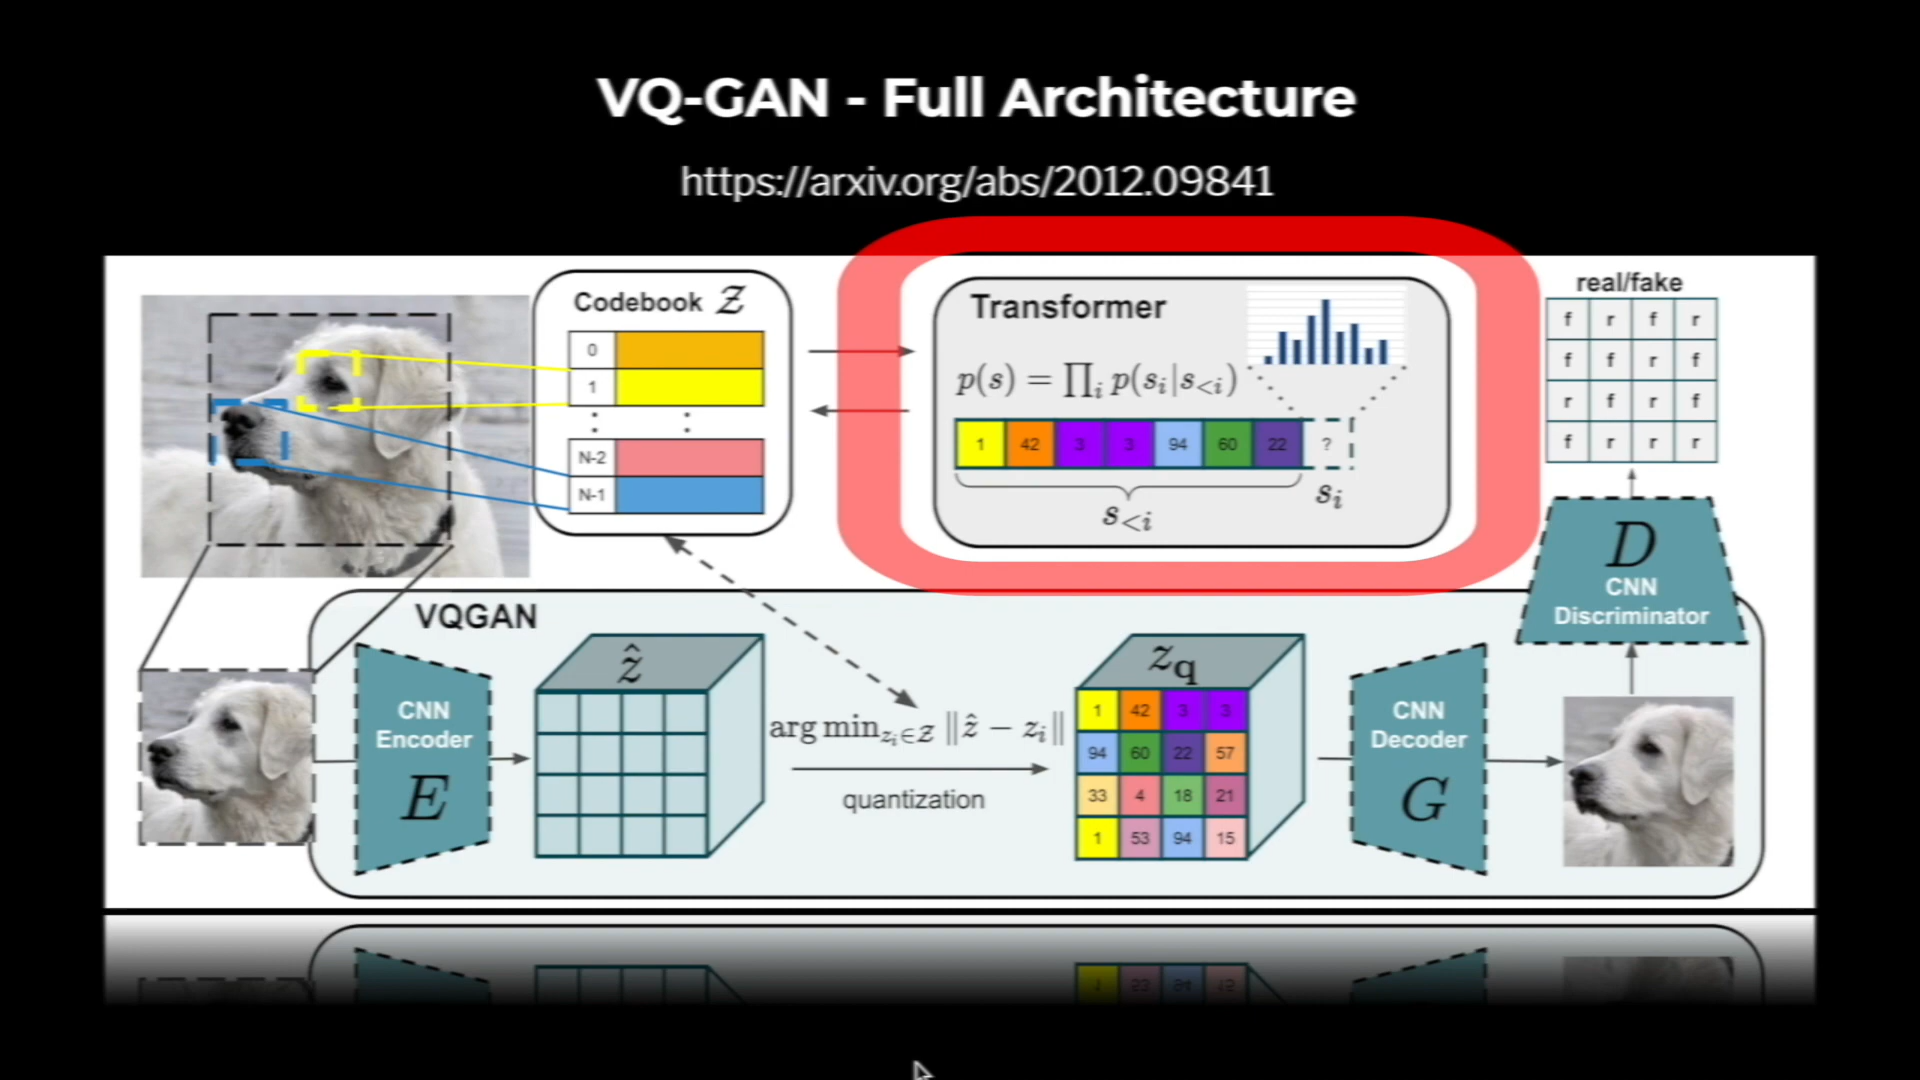 VQ-GAN - Full Architecture
https://arxiv.org/abs/2012.09841
Codebook 𝒵
0
1
⋮ ⋮
N-2
N-1
Transformer
p(s) = ∏ᵢ p(sᵢ|s<ᵢ)
1 42 3 3 94 60 22 ?
s<ᵢ
sᵢ
real/fake
f r f r
f f r f
r f r f
f r r r
D
CNN
Discriminator
VQGAN
CNN
Encoder
E
ẑ
arg min_{zᵢ∈𝒵} ‖ẑ − zᵢ‖
quantization
z_q
1 42 3 3
94 60 22 57
33 4 18 21
1 53 94 15
CNN
Decoder
G